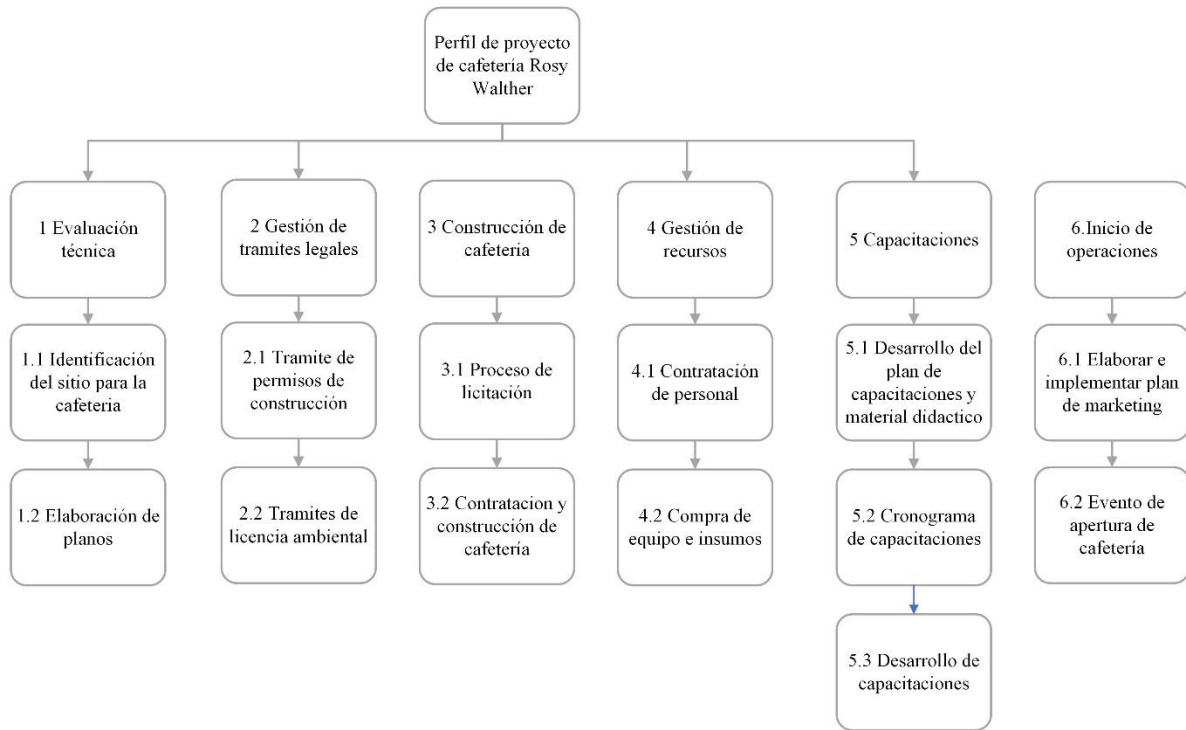 Perfil de proyecto
de cafetería Rosy
Walther
1 Evaluación
técnica
2 Gestión de
tramites legales
3 Construcción de
cafetería
4 Gestión de
recursos
5 Capacitaciones
6.Inicio de
operaciones
1.1 Identificación
del sitio para la
cafeteria
2.1 Tramite de
permisos de
construcción
3.1 Proceso de
licitación
4.1 Contratación
de personal
5.1 Desarrollo del
plan de
capacitaciones y
material didactico
6.1 Elaborar e
implementar plan
de marketing
1.2 Elaboración de
planos
2.2 Tramites de
licencia ambiental
3.2 Contratacion y
construcción de
cafetería
4.2 Compra de
equipo e insumos
5.2 Cronograma
de capacitaciones
6.2 Evento de
apertura de
cafetería
5.3 Desarrollo de
capacitaciones